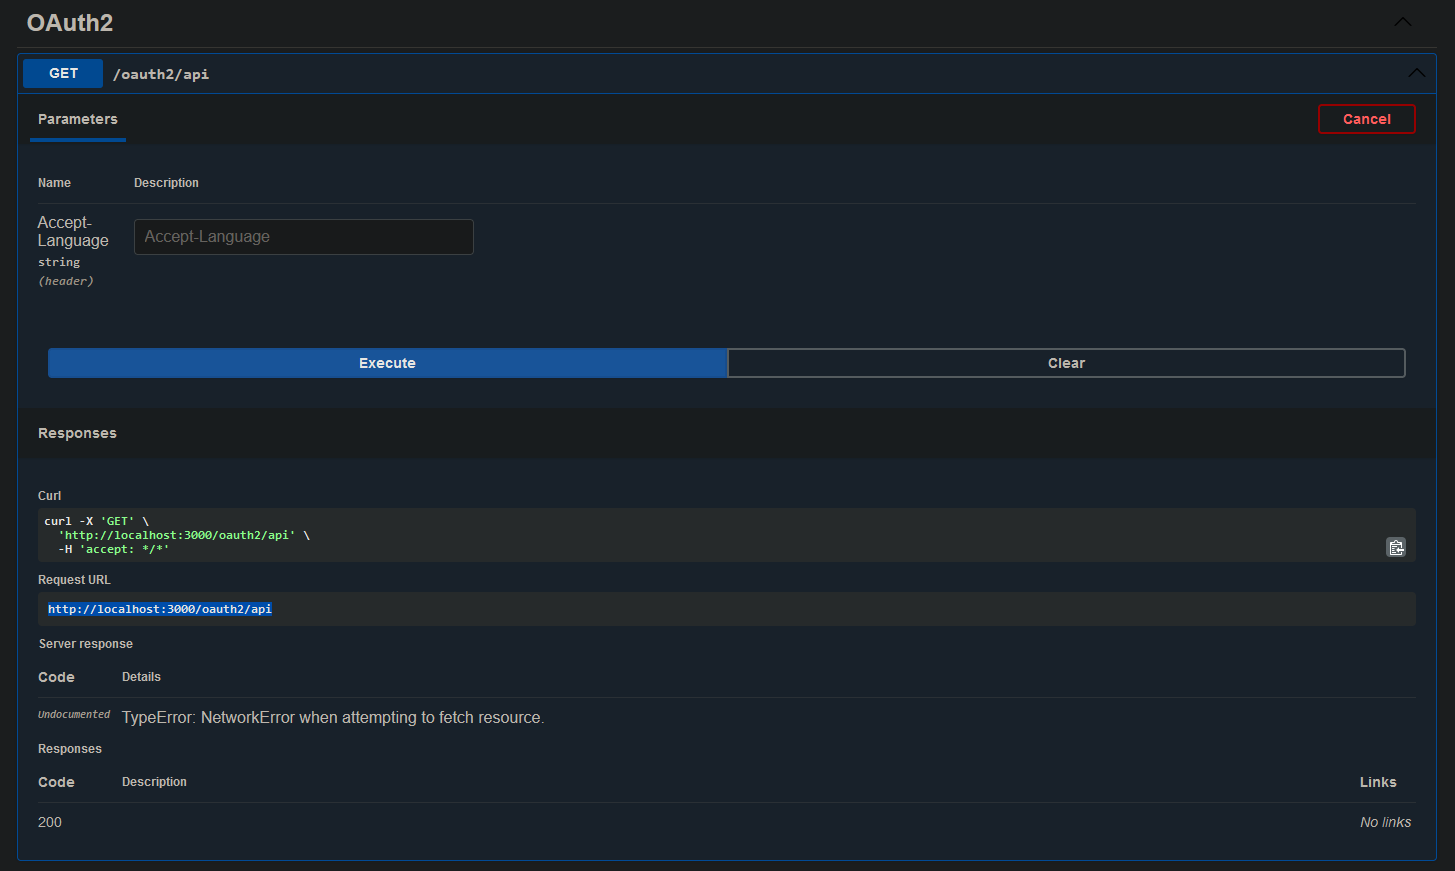 OAuth2
GET /oauth2/api
Parameters
Cancel
Name Description
Accept-
Language
string
(header)
Accept-Language
Execute Clear
Responses
Curl
curl -X 'GET' \
'http://localhost:3000/oauth2/api' \
-H 'accept: */*'
Request URL
http://localhost:3000/oauth2/api
Server response
Code Details
Undocumented TypeError: NetworkError when attempting to fetch resource.
Responses
Code Description Links
200 No links